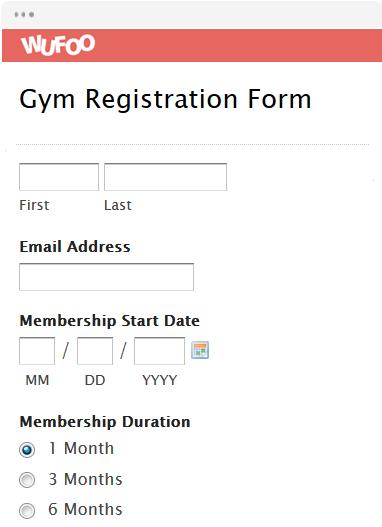 WUFOO
Gym Registration Form
First Last
Email Address
Membership Start Date
/ /
MM DD YYYY
Membership Duration
1 Month
3 Months
6 Months